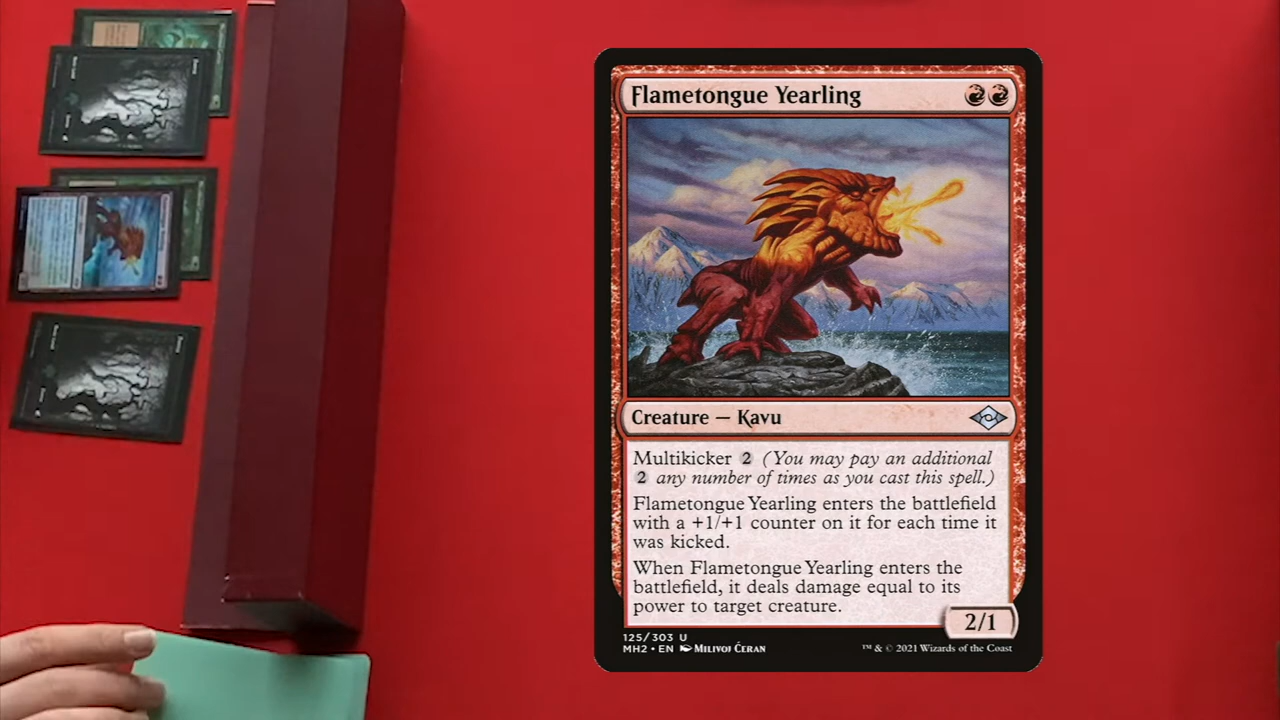 Flametongue Yearling
Creature — Kavu
Multikicker 2 (You may pay an additional
2 any number of times as you cast this spell.)
Flametongue Yearling enters the battlefield
with a +1/+1 counter on it for each time it
was kicked.
When Flametongue Yearling enters the
battlefield, it deals damage equal to its
power to target creature.
2/1
125/303 U
MH2 • EN Milivoj Ćeran
™ & © 2021 Wizards of the Coast